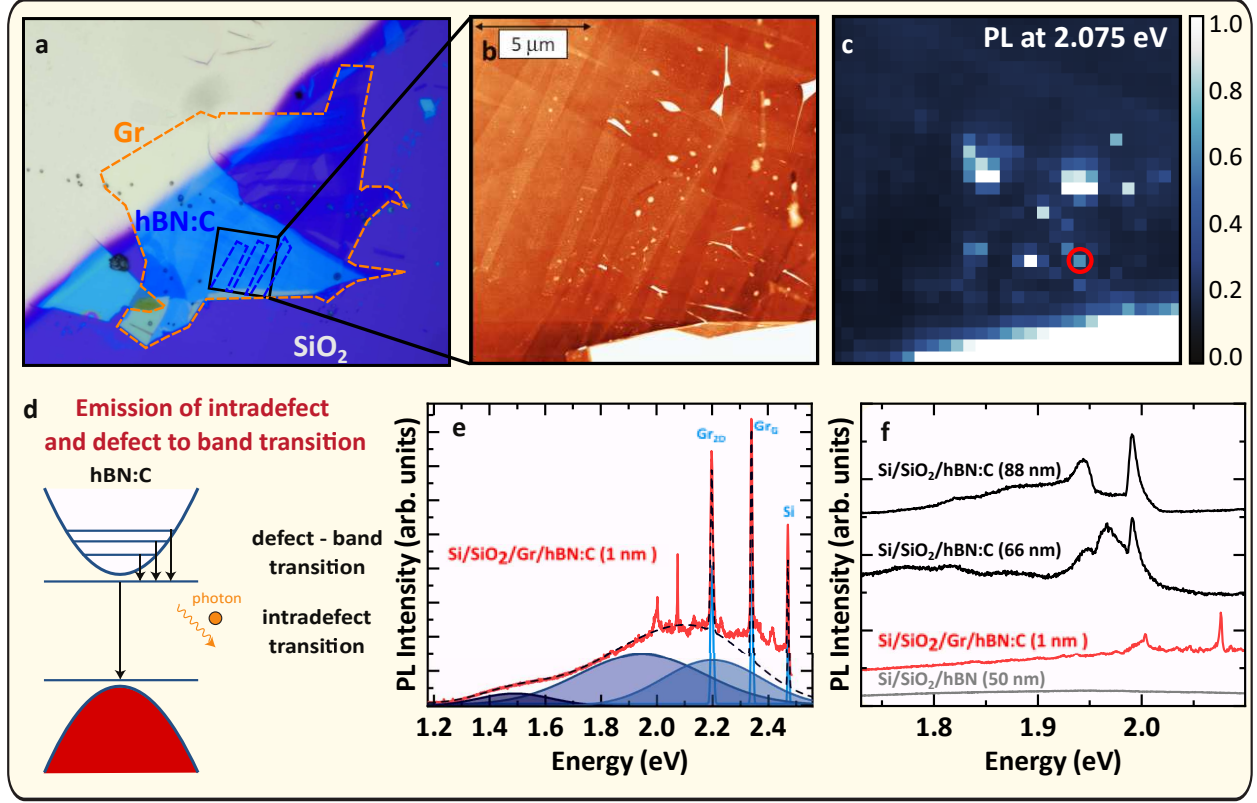 a
Gr
hBN:C
SiO2
b
5 μm
c
PL at 2.075 eV
1.0
0.8
0.6
0.4
0.2
0.0
d
Emission of intradefect
and defect to band transition
hBN:C
defect - band
transition
photon
intradefect
transition
e
Gr2D
GrG
Si
Si/SiO2/Gr/hBN:C (1 nm )
PL Intensity (arb. units)
1.2 1.4 1.6 1.8 2.0 2.2 2.4
Energy (eV)
f
Si/SiO2/hBN:C (88 nm)
Si/SiO2/hBN:C (66 nm)
Si/SiO2/Gr/hBN:C (1 nm )
Si/SiO2/hBN (50 nm)
PL Intensity (arb. units)
1.8 1.9 2.0
Energy (eV)